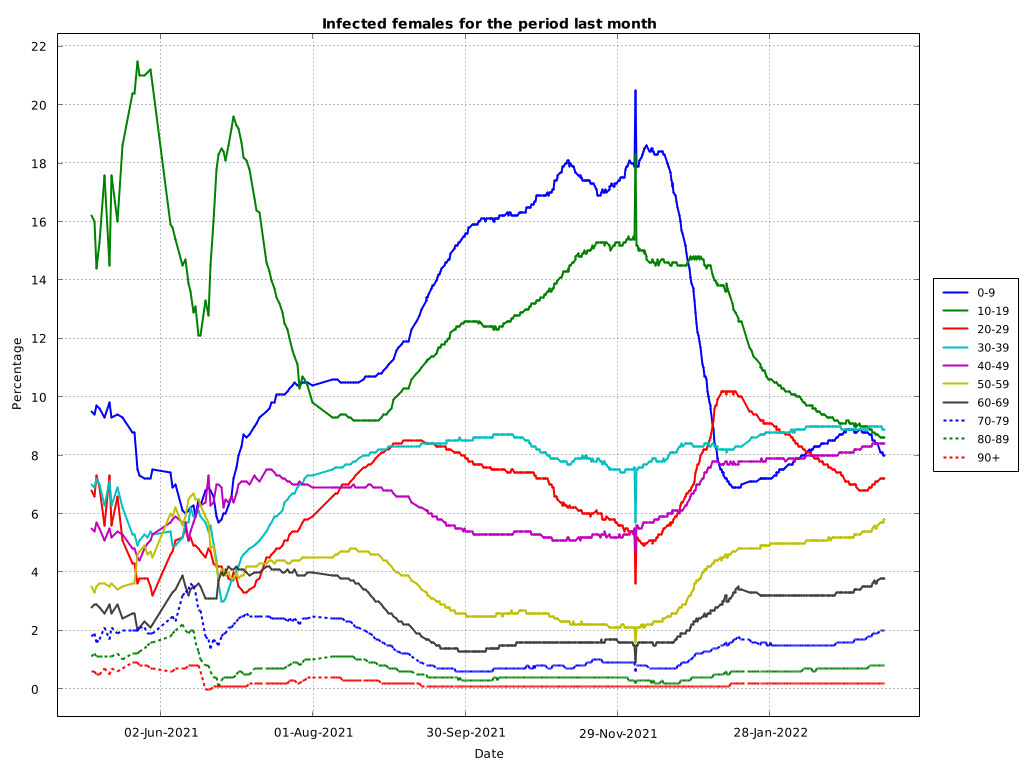 Infected females for the period last month
Percentage
22
20
18
16
14
12
10
8
6
4
2
0
02-Jun-2021
01-Aug-2021
30-Sep-2021
29-Nov-2021
28-Jan-2022
Date
0-9
10-19
20-29
30-39
40-49
50-59
60-69
70-79
80-89
90+